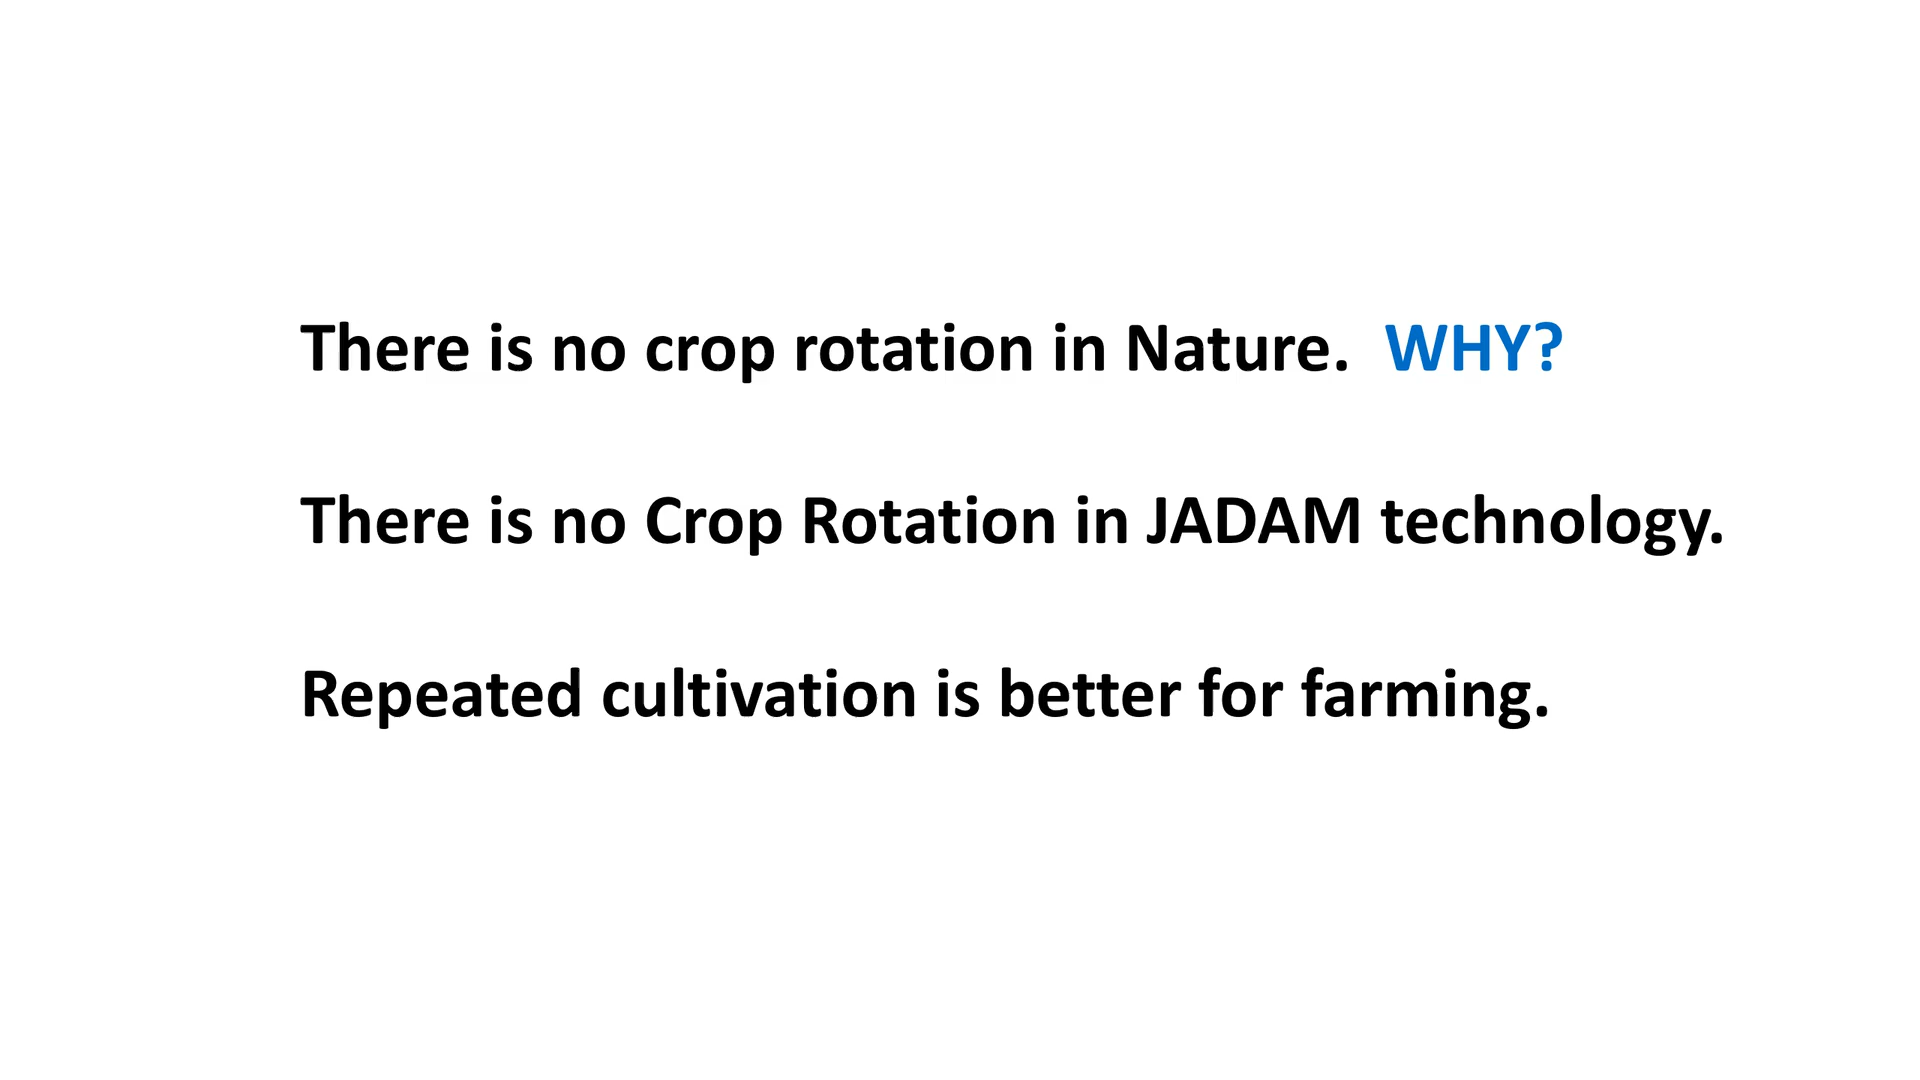 There is no crop rotation in Nature. WHY?
There is no Crop Rotation in JADAM technology.
Repeated cultivation is better for farming.